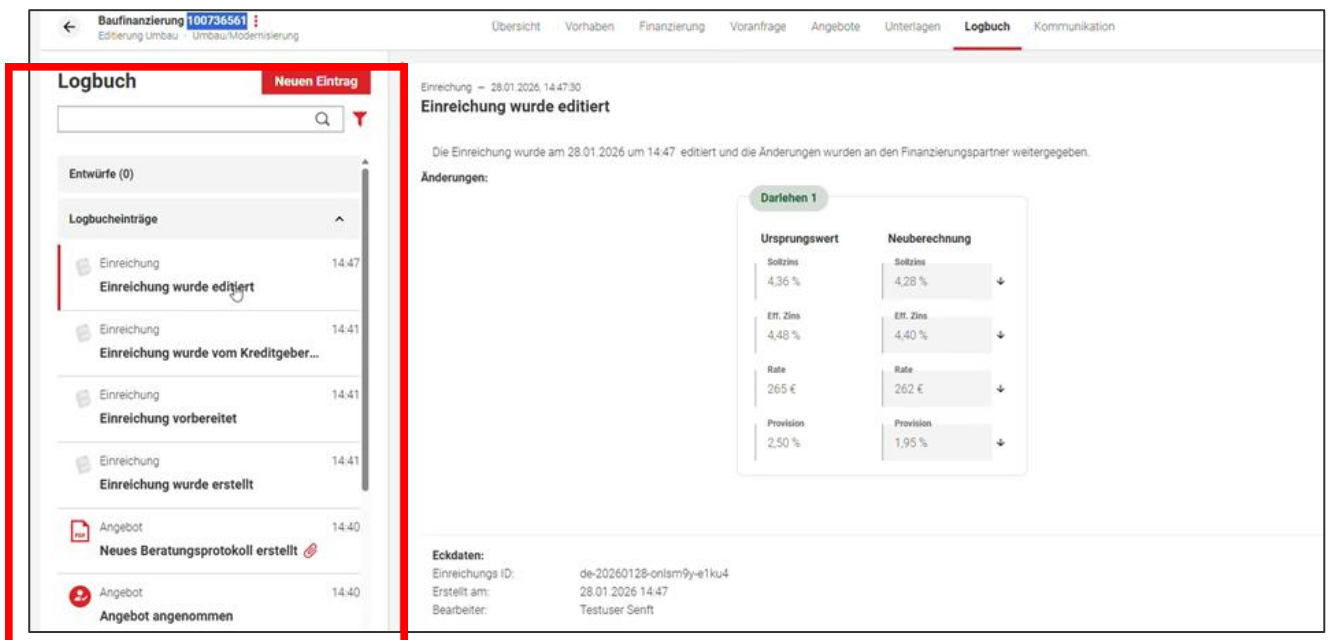 Baufinanzierung 100736561
Editierung Umbau - Umbau/Modernisierung
Übersicht Vorhaben Finanzierung Voranfrage Angebote Unterlagen Logbuch Kommunikation
Logbuch
Neuen Eintrag
Entwürfe (0)
Logbucheinträge
Einreichung 14:47
Einreichung wurde editiert
Einreichung 14:41
Einreichung wurde vom Kreditgeber...
Einreichung 14:41
Einreichung vorbereitet
Einreichung 14:41
Einreichung wurde erstellt
PDF
Angebot 14:40
Neues Beratungsprotokoll erstellt
Angebot 14:40
Angebot angenommen
Einreichung — 28.01.2026, 14:47:30
Einreichung wurde editiert
Die Einreichung wurde am 28.01.2026 um 14:47 editiert und die Änderungen wurden an den Finanzierungspartner weitergegeben.
Änderungen:
Darlehen 1
Ursprungswert Neuberechnung
Sollzins Sollzins
4,36 % 4,28 %
Eff. Zins Eff. Zins
4,48 % 4,40 %
Rate Rate
265 € 262 €
Provision Provision
2,50 % 1,95 %
Eckdaten:
Einreichungs ID: de-20260128-onlsm9y-e1ku4
Erstellt am: 28.01.2026 14:47
Bearbeiter: Testuser Senft